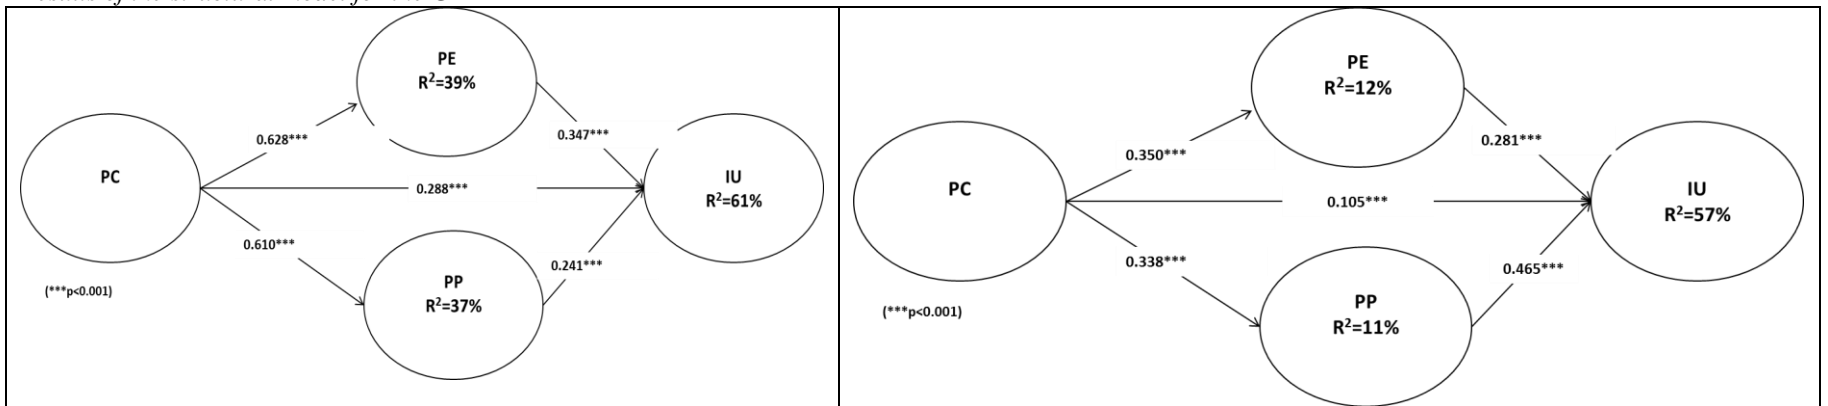 PE
R²=39%
0.628***
0.347***
PC
0.288***
IU
R²=61%
0.610***
0.241***
PP
R²=37%
(***p<0.001)
PE
R²=12%
0.350***
0.281***
PC
0.105***
IU
R²=57%
0.338***
0.465***
PP
R²=11%
(***p<0.001)